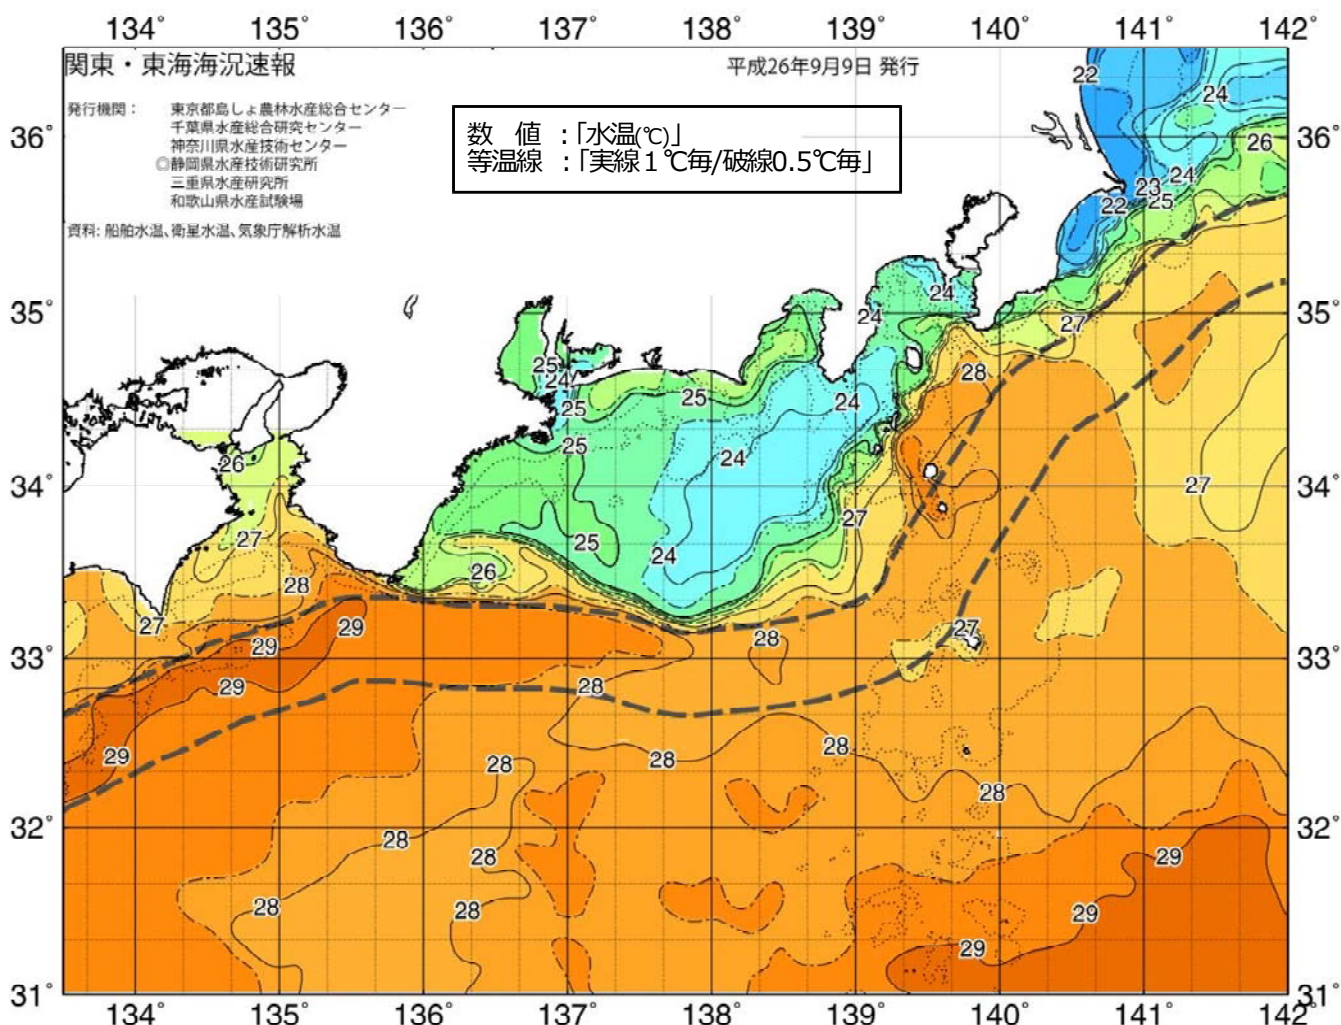 134° 135° 136° 137° 138° 139° 140° 141° 142°
関東・東海海況速報
平成26年9月9日 発行
発行機関： 東京都島しょ農林水産総合センター
千葉県水産総合研究センター
神奈川県水産技術センター
◎静岡県水産技術研究所
三重県水産研究所
和歌山県水産試験場
資料: 船舶水温、衛星水温、気象庁解析水温
数 値 ：「水温(℃)」
等温線 ：「実線１℃毎/破線0.5℃毎」
22
24
36° 26 36°
23 24
22 25
24
35° 24 27 35°
25
24 28
25 25 24
25
26 24
34° 27 34°
27
27 25
24
28 26
27 29 27
29 28
33° 33°
29 28
29 28
28
28 28
32° 32°
28
28 29
28 28 29
29
31° 31°
134° 135° 136° 137° 138° 139° 140° 141° 142°